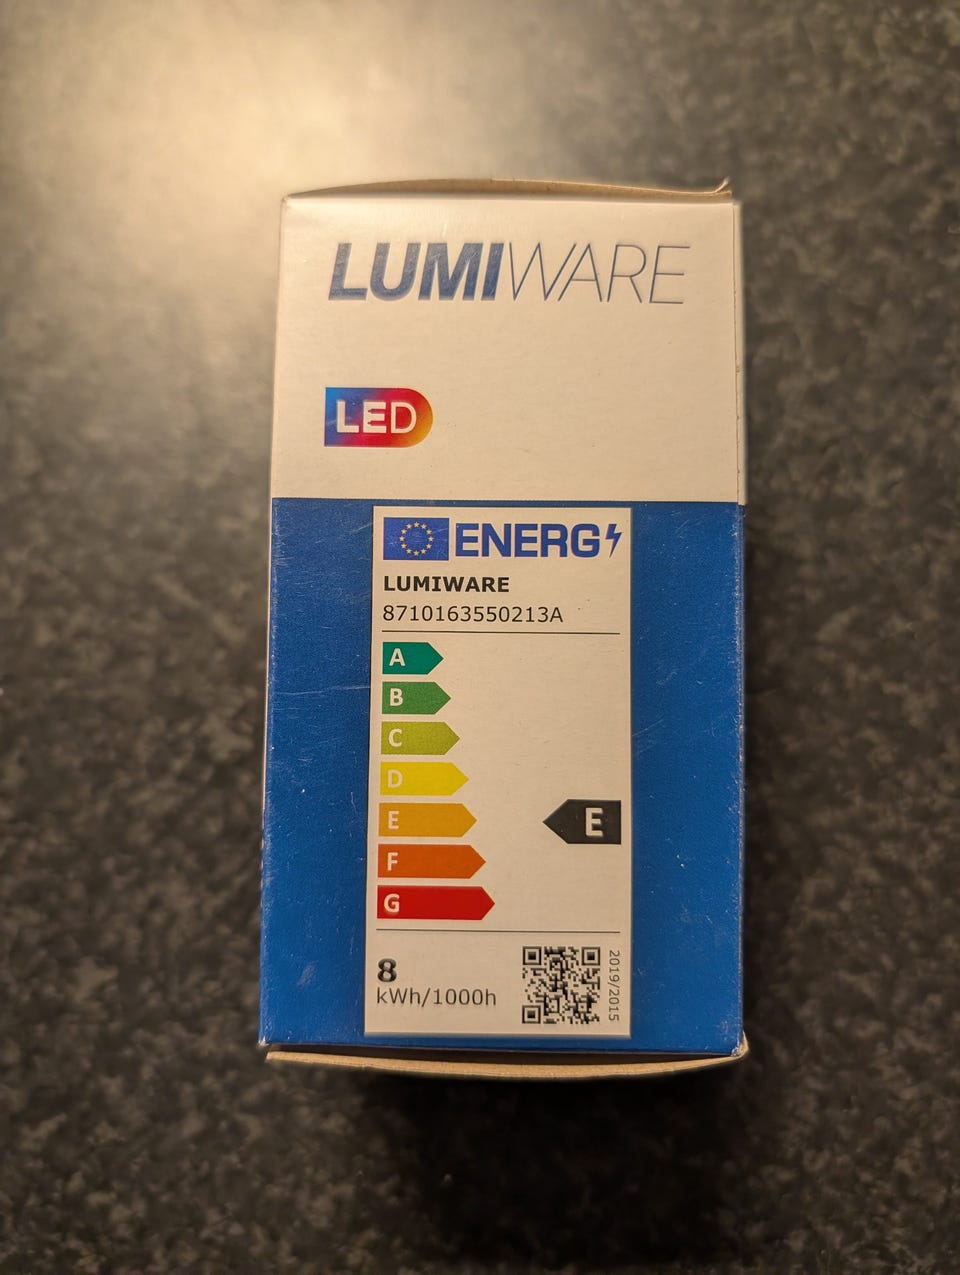 LUMIWARE
LED
ENERG
LUMIWARE
8710163550213A
A
B
C
D
E
E
F
G
8
kWh/1000h
2019/2015